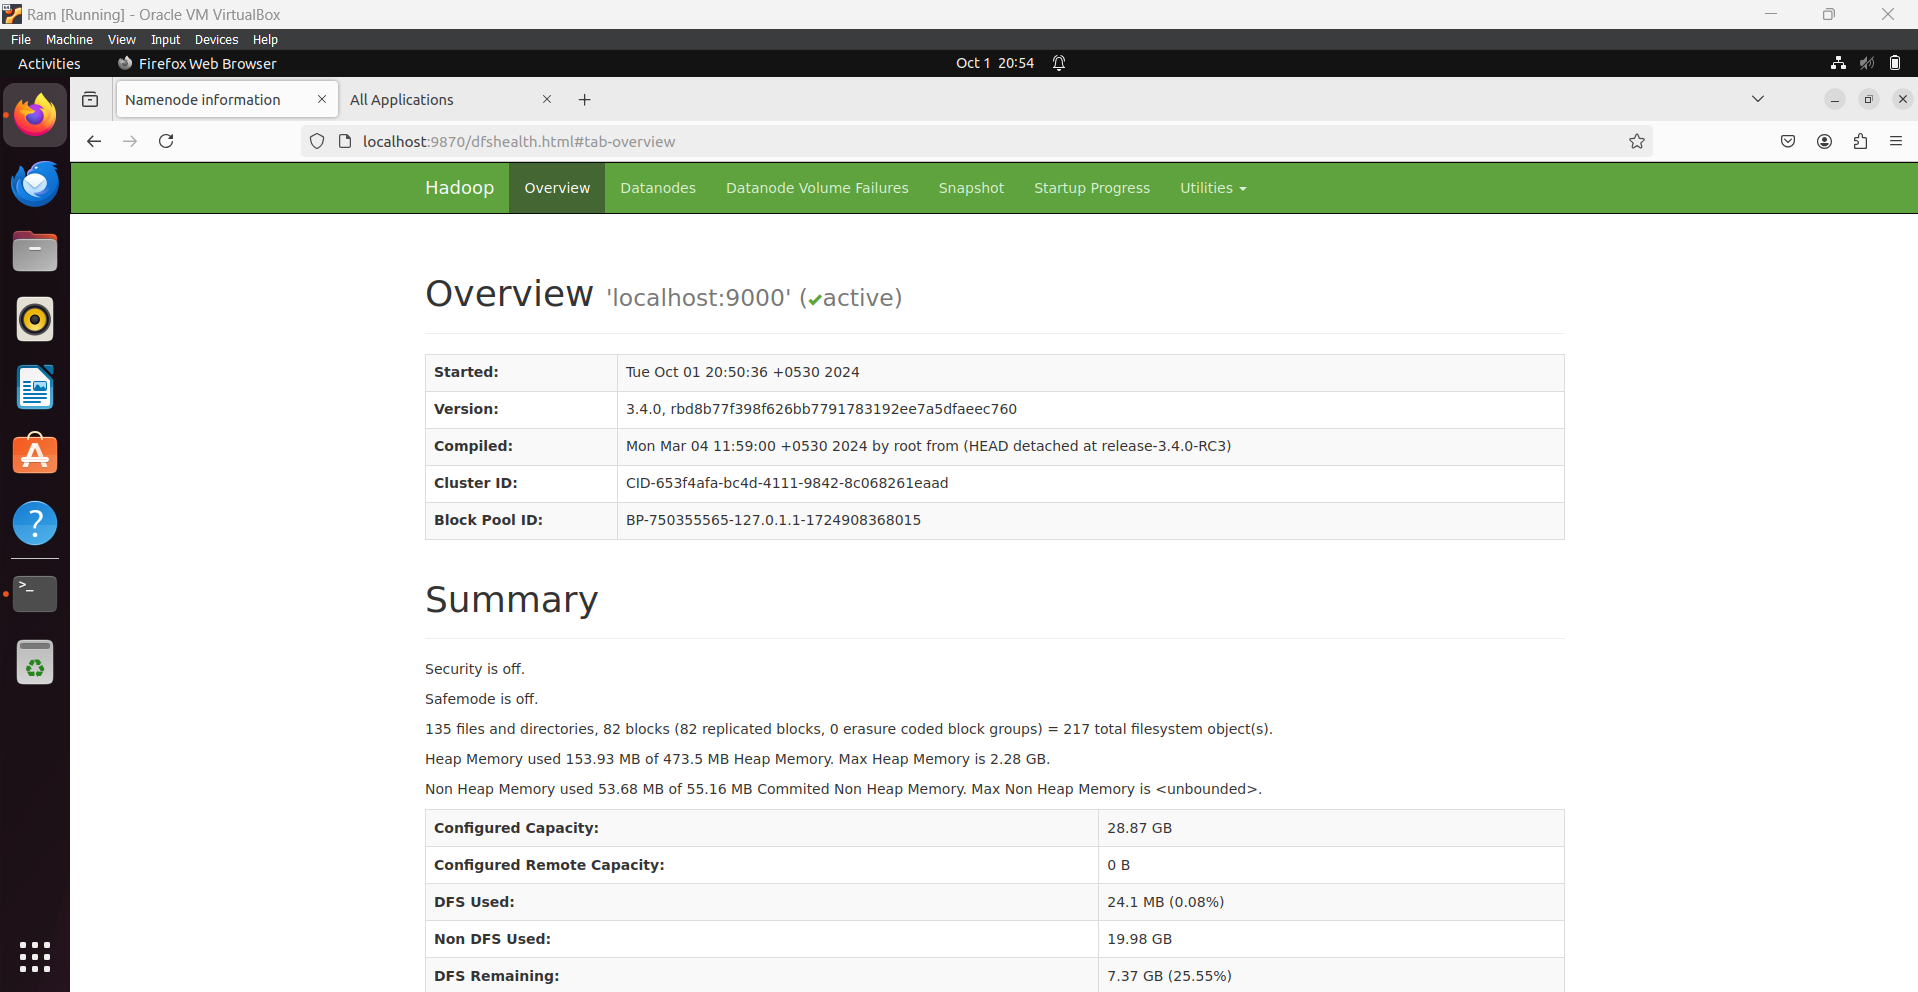 Ram [Running] - Oracle VM VirtualBox
File Machine View Input Devices Help
Activities Firefox Web Browser Oct 1 20:54
Namenode information All Applications
localhost:9870/dfshealth.html#tab-overview
Hadoop Overview Datanodes Datanode Volume Failures Snapshot Startup Progress Utilities
Overview 'localhost:9000' (✔active)
Started: Tue Oct 01 20:50:36 +0530 2024
Version: 3.4.0, rbd8b77f398f626bb7791783192ee7a5dfaeec760
Compiled: Mon Mar 04 11:59:00 +0530 2024 by root from (HEAD detached at release-3.4.0-RC3)
Cluster ID: CID-653f4afa-bc4d-4111-9842-8c068261eaad
Block Pool ID: BP-750355565-127.0.1.1-1724908368015
Summary
Security is off.
Safemode is off.
135 files and directories, 82 blocks (82 replicated blocks, 0 erasure coded block groups) = 217 total filesystem object(s).
Heap Memory used 153.93 MB of 473.5 MB Heap Memory. Max Heap Memory is 2.28 GB.
Non Heap Memory used 53.68 MB of 55.16 MB Commited Non Heap Memory. Max Non Heap Memory is <unbounded>.
Configured Capacity: 28.87 GB
Configured Remote Capacity: 0 B
DFS Used: 24.1 MB (0.08%)
Non DFS Used: 19.98 GB
DFS Remaining: 7.37 GB (25.55%)